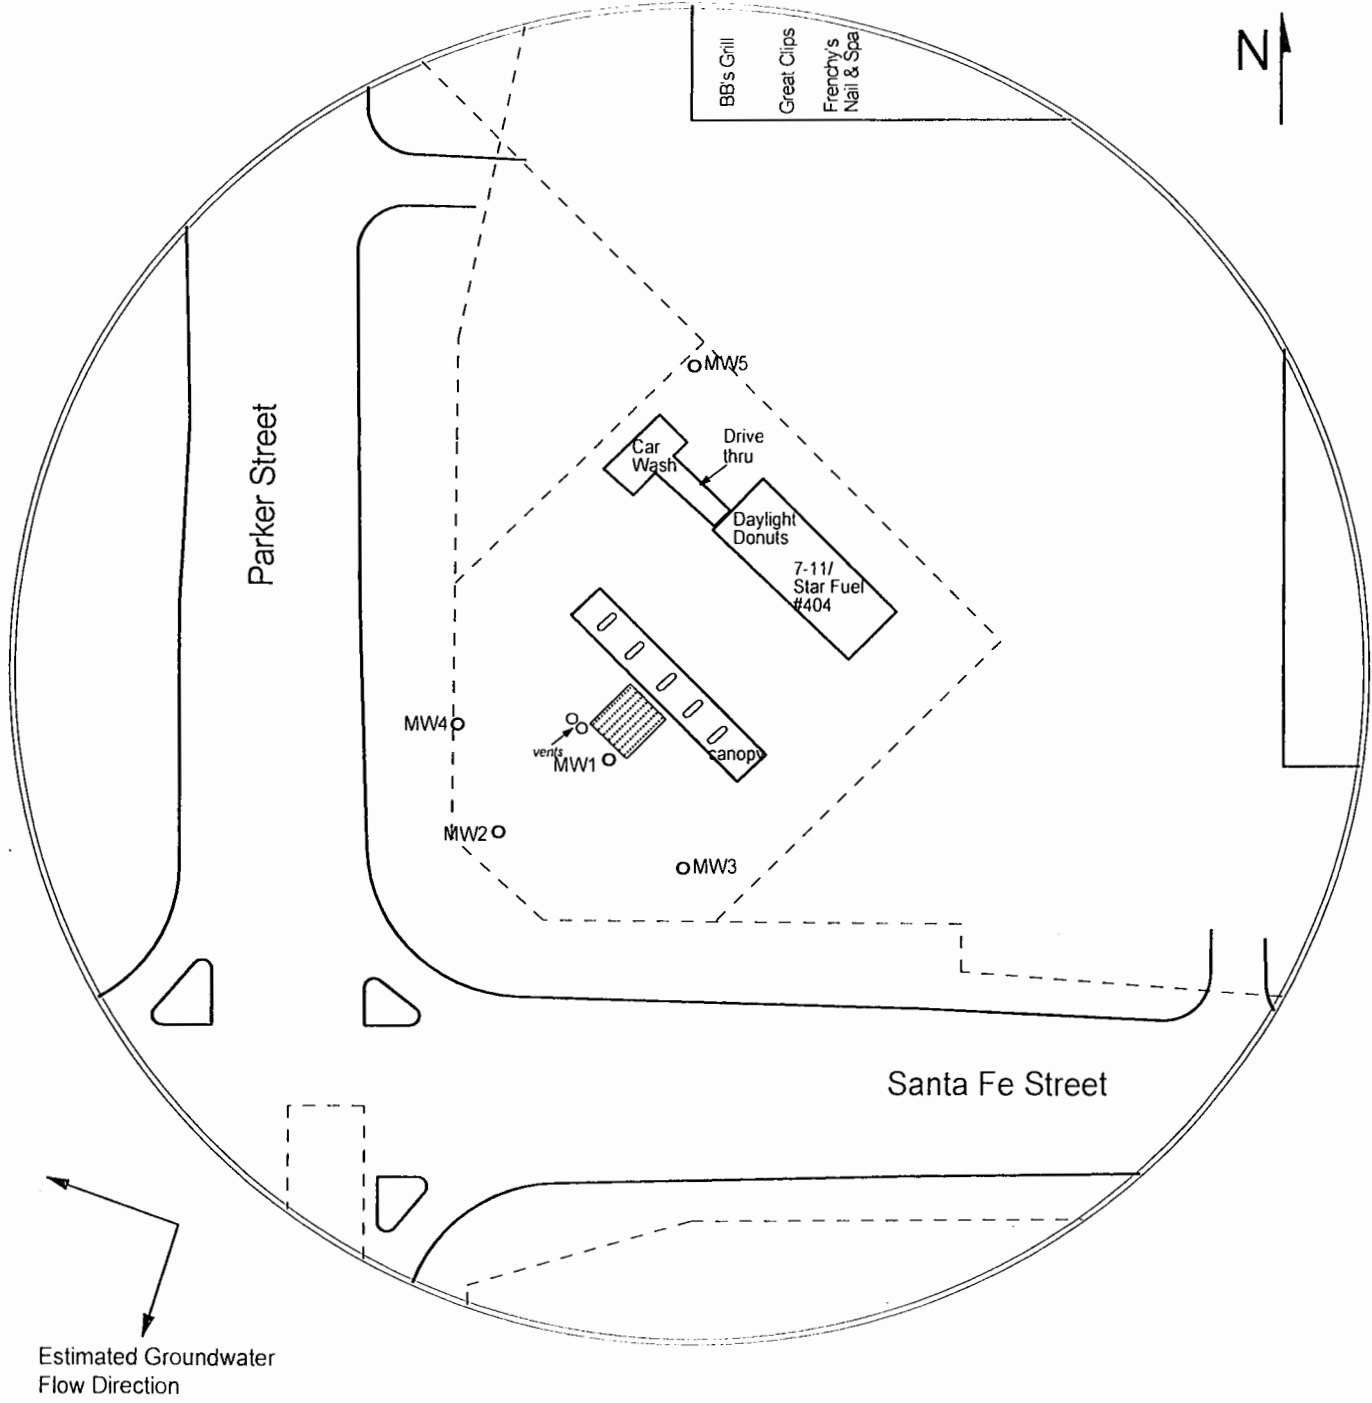 N
BB's Grill
Great Clips
Frenchy's
Nail & Spa
MW5
Parker Street
Car
Wash
Drive
thru
Daylight
Donuts
7-11/
Star Fuel
#404
MW4
vents
MW1
canopy
MW2
MW3
Santa Fe Street
Estimated Groundwater
Flow Direction